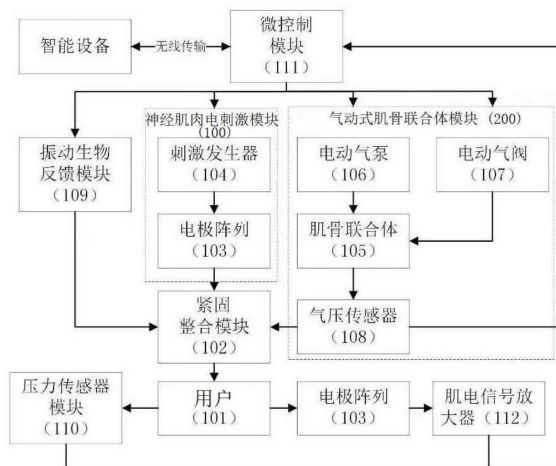 智能设备
无线传输
微控制
模块
(111)
神经肌肉电刺激模块
(100)
气动式肌骨联合体模块 (200)
振动生物
反馈模块
(109)
刺激发生器
(104)
电动气泵
(106)
电动气阀
(107)
电极阵列
(103)
肌骨联合体
(105)
紧固
整合模块
(102)
气压传感器
(108)
压力传感器
模块
(110)
用户
(101)
电极阵列
(103)
肌电信号放
大器 (112)